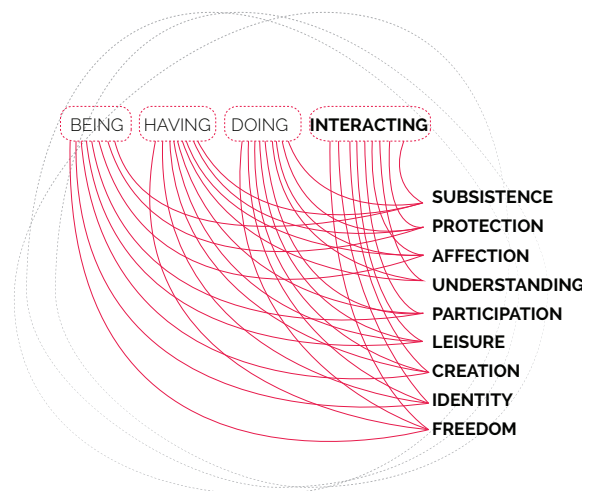 BEING HAVING DOING INTERACTING
SUBSISTENCE
PROTECTION
AFFECTION
UNDERSTANDING
PARTICIPATION
LEISURE
CREATION
IDENTITY
FREEDOM